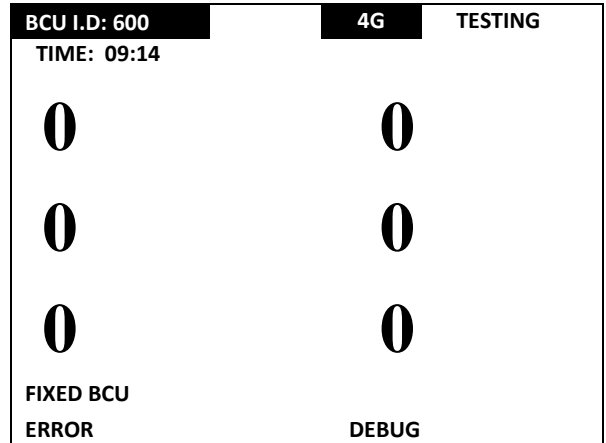 BCU I.D: 600 4G TESTING
TIME: 09:14
0 0
0 0
0 0
FIXED BCU
ERROR DEBUG